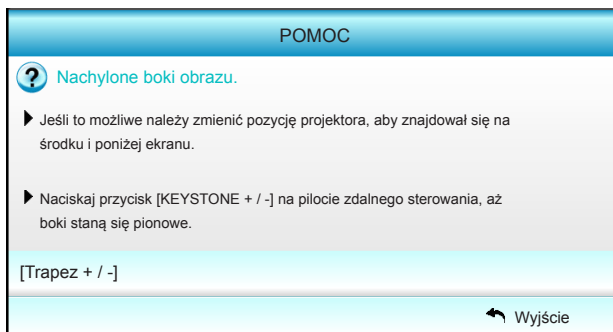 POMOC
? Nachylone boki obrazu.
Jeśli to możliwe należy zmienić pozycję projektora, aby znajdował się na
środku i poniżej ekranu.
Naciskaj przycisk [KEYSTONE + / -] na pilocie zdalnego sterowania, aż
boki staną się pionowe.
[Trapez + / -]
Wyjście